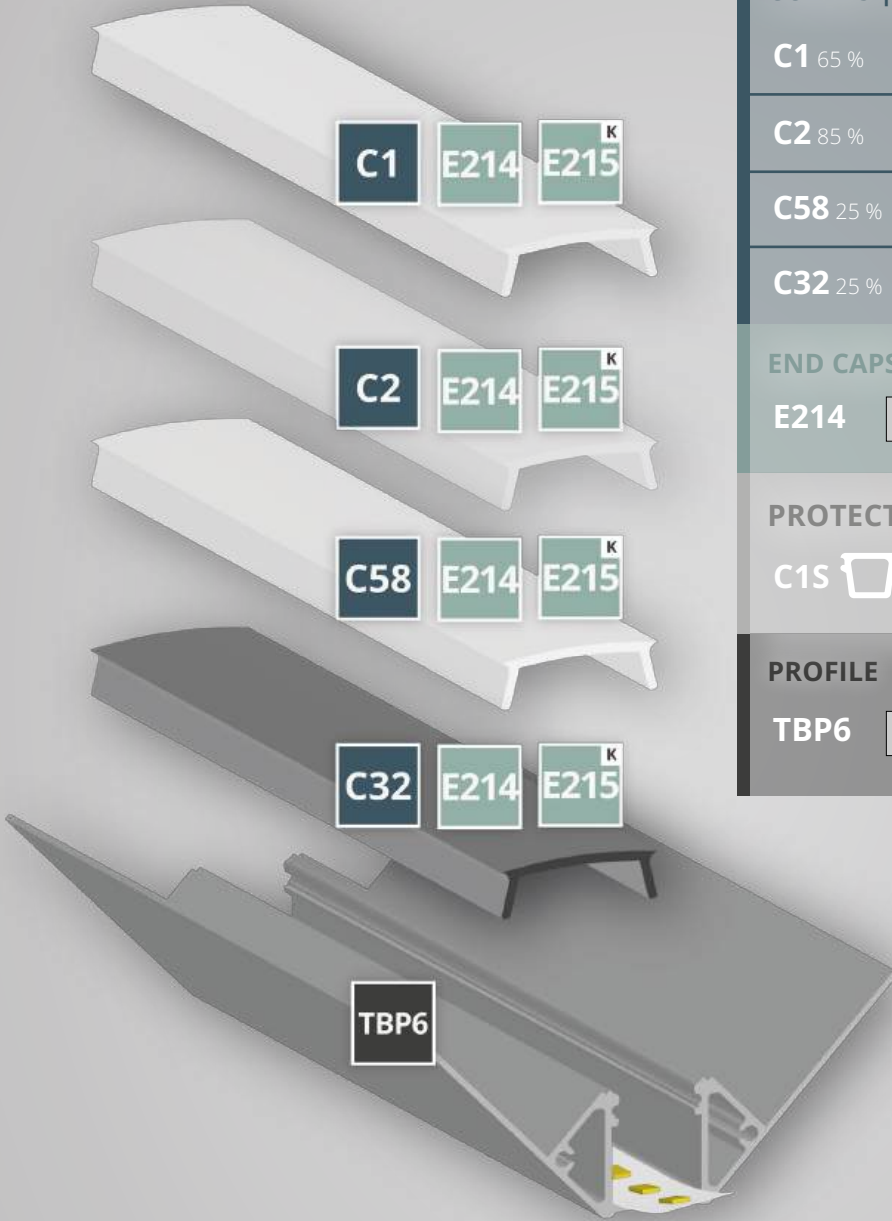 C1 E214 E215 K
C2 E214 E215 K
C58 E214 E215 K
C32 E214 E215 K
TBP6
C1 65 %
C2 85 %
C58 25 %
C32 25 %
END CAPS
E214
PROTECT
C1S
PROFILE
TBP6